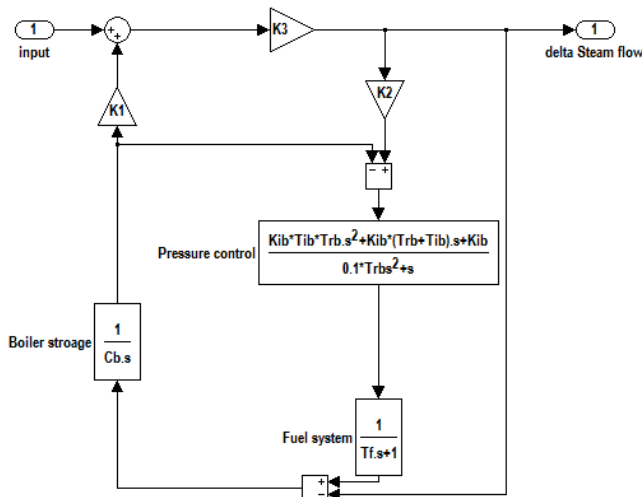 1
input
+
+
K3
1
delta Steam flow
K1
K2
− +
Pressure control
Kib*Tib*Trb.s²+Kib*(Trb+Tib).s+Kib
0.1*Trbs²+s
Boiler stroage
1
Cb.s
Fuel system
1
Tf.s+1
+
−